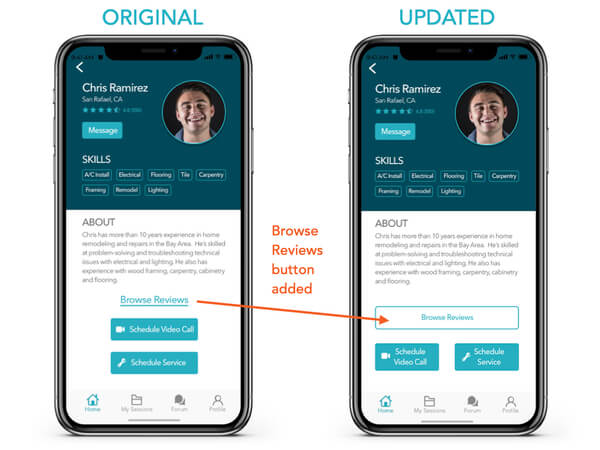 ORIGINAL
Chris Ramirez
San Rafael, CA
Message
SKILLS
A/C Install Electrical Flooring Tile Carpentry
Framing Remodel Lighting
ABOUT
Chris has more than 10 years experience in home
remodeling and repairs in the Bay Area. He's skilled
at problem-solving and troubleshooting technical
issues with electrical and lighting. He also has
experience with wood framing, carpentry, cabinetry
and flooring.
Browse Reviews
Schedule Video Call
Schedule Service
Home My Sessions Forum Profile
Browse
Reviews
button
added
UPDATED
Chris Ramirez
San Rafael, CA
Message
SKILLS
A/C Install Electrical Flooring Tile Carpentry
Framing Remodel Lighting
ABOUT
Chris has more than 10 years experience in home
remodeling and repairs in the Bay Area. He's skilled
at problem-solving and troubleshooting technical
issues with electrical and lighting. He also has
experience with wood framing, carpentry, cabinetry
and flooring.
Browse Reviews
Schedule
Video Call
Schedule
Service
Home My Sessions Forum Profile